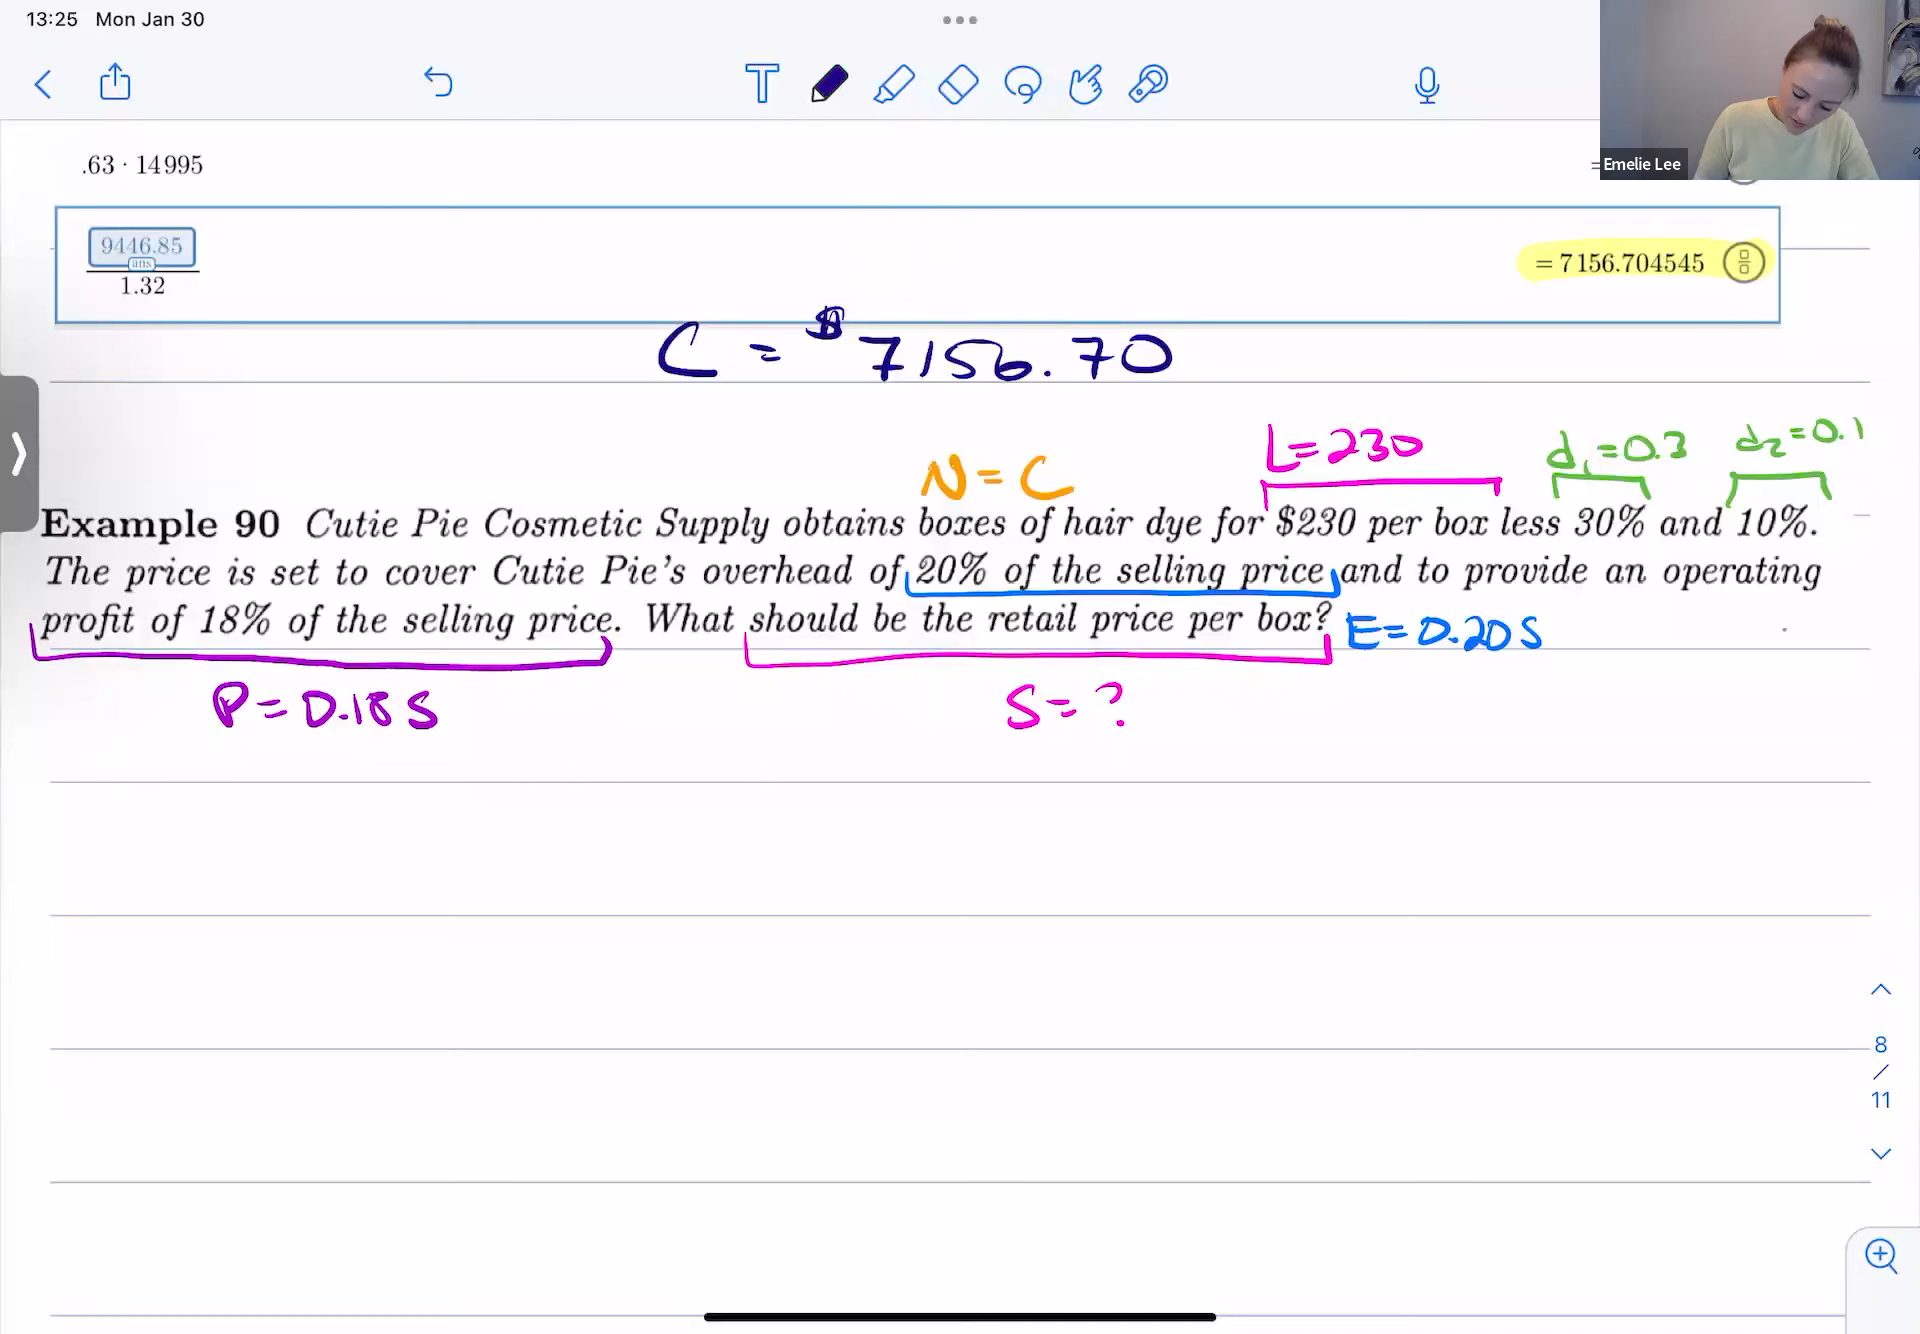 13:25 Mon Jan 30
Emelie Lee
.63 · 14995
=
9446.85
ans
1.32
= 7156.704545
C = $7156.70
L=230
d₁=0.3
d₂=0.1
N=C
Example 90 Cutie Pie Cosmetic Supply obtains boxes of hair dye for $230 per box less 30% and 10%.
The price is set to cover Cutie Pie's overhead of 20% of the selling price and to provide an operating
profit of 18% of the selling price. What should be the retail price per box?
E=0.20S
P=0.18S
S=?
8
/
11